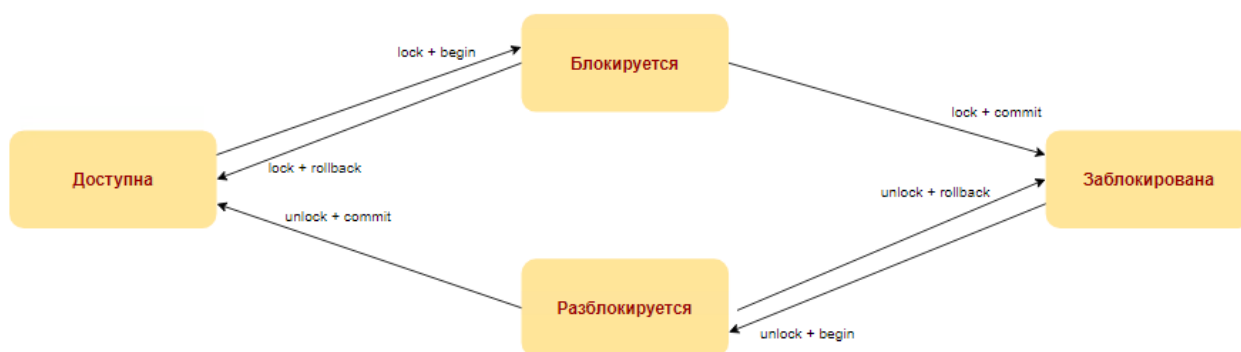 lock + begin
Блокируется
lock + commit
Доступна
lock + rollback
unlock + rollback
Заблокирована
unlock + commit
Разблокируется
unlock + begin